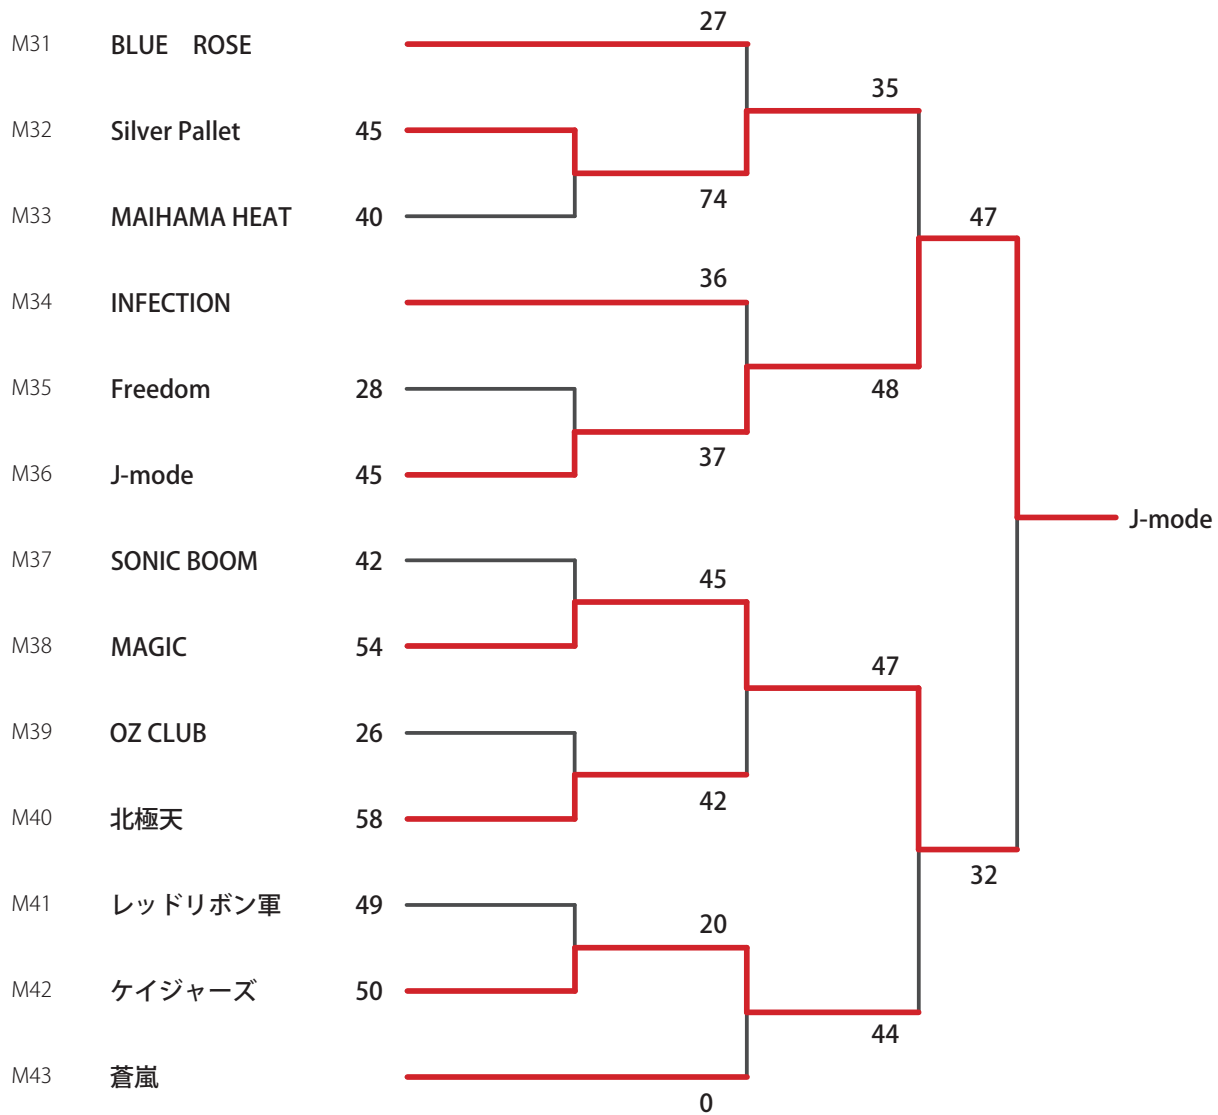 27
M31 BLUE　ROSE
35
M32 Silver Pallet 45
74
M33 MAIHAMA HEAT 40 47
36
M34 INFECTION
M35 Freedom 28 48
37
M36 J-mode 45
J-mode
M37 SONIC BOOM 42
45
M38 MAGIC 54
47
M39 OZ CLUB 26
42
M40 北極天 58
32
M41 レッドリボン軍 49
20
M42 ケイジャーズ 50
44
M43 蒼嵐
0